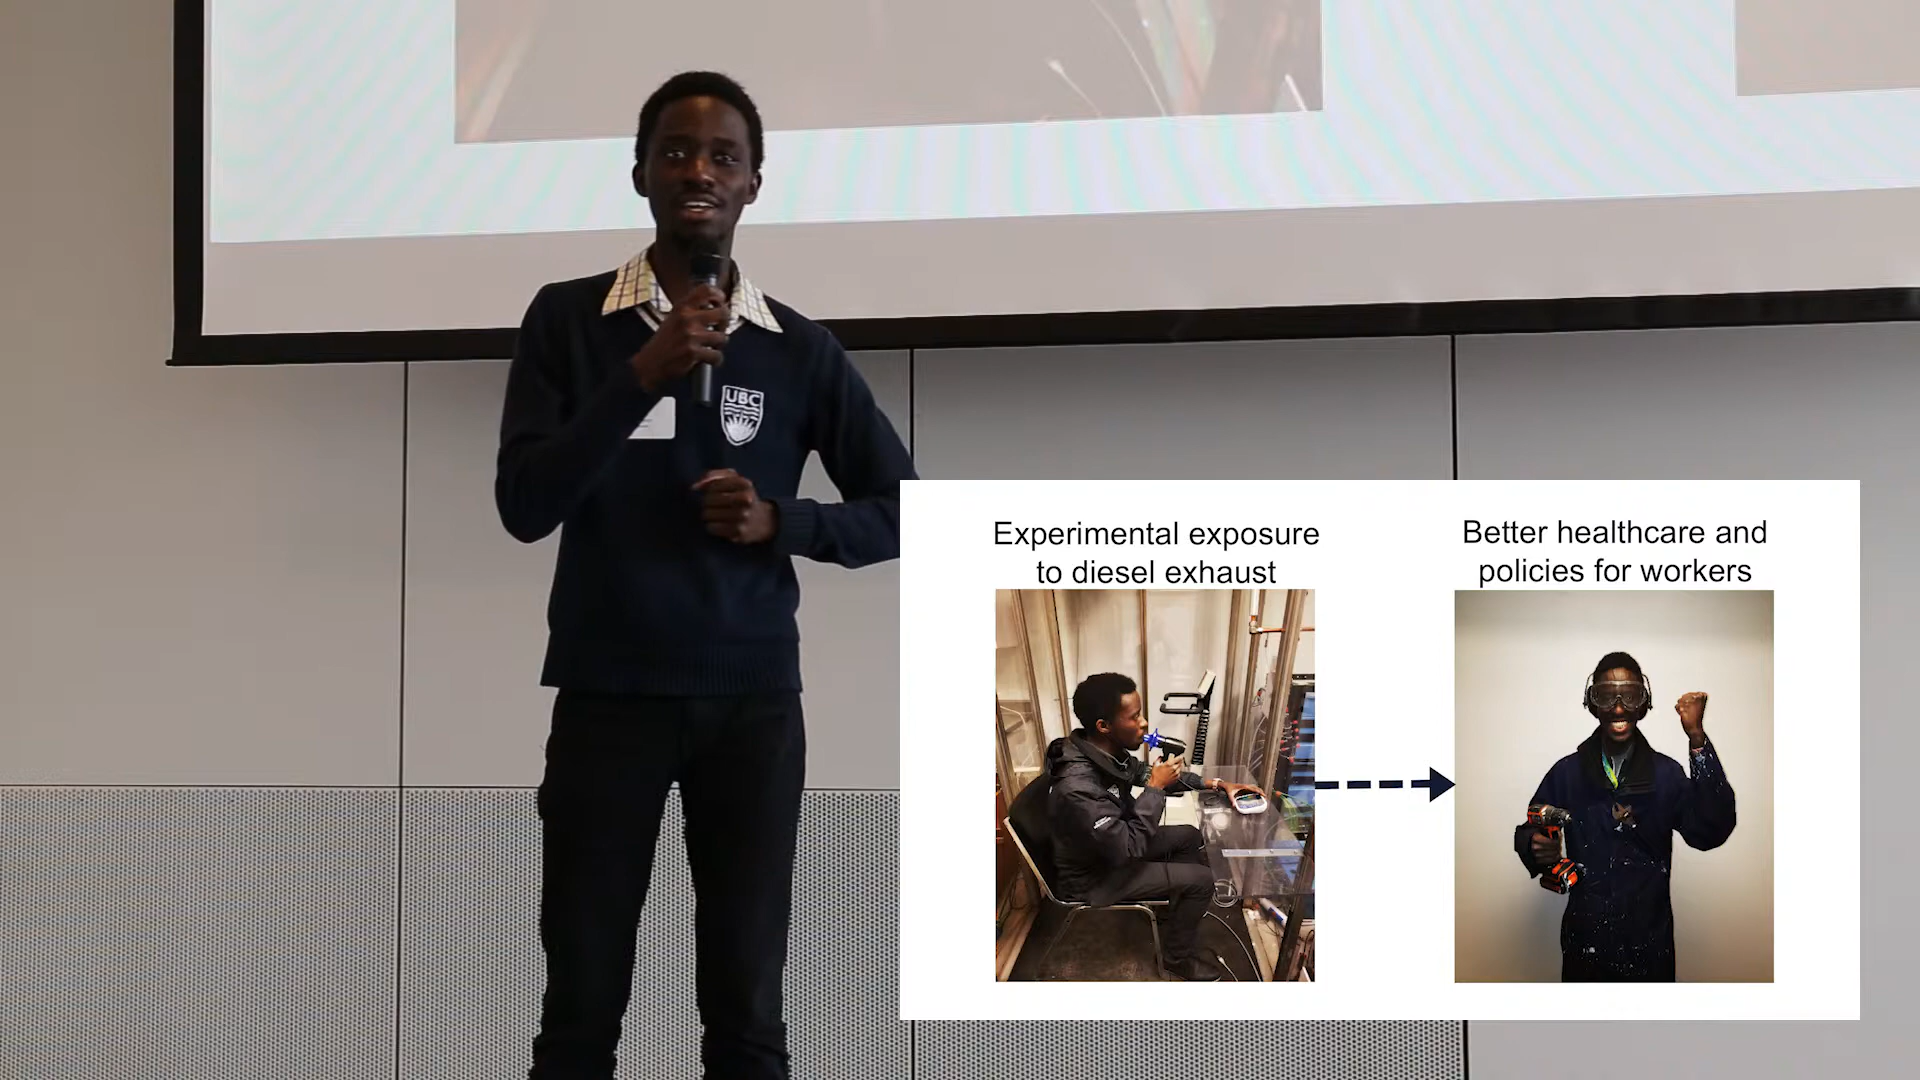 UBC
Experimental exposure
to diesel exhaust
Better healthcare and
policies for workers